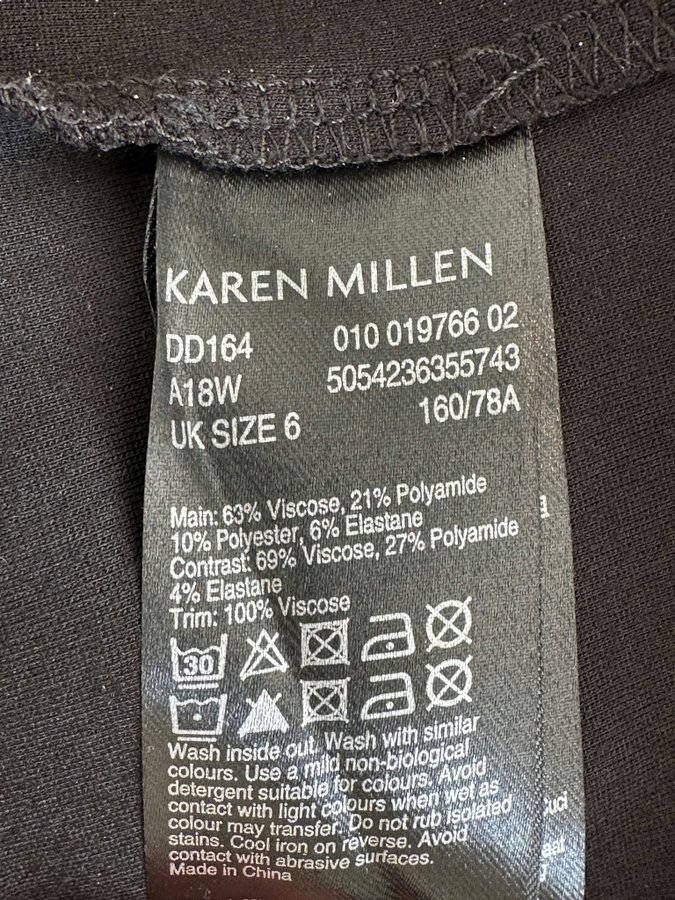 KAREN MILLEN
DD164 010 019766 02
A18W 5054236355743
UK SIZE 6 160/78A
Main: 63% Viscose, 21% Polyamide
10% Polyester, 6% Elastane
Contrast: 69% Viscose, 27% Polyamide
4% Elastane
Trim: 100% Viscose
30
Wash inside out. Wash with similar
colours. Use a mild non-biological
detergent suitable for colours. Avoid
contact with light colours when wet as
colour may transfer. Do not rub isolated
stains. Cool iron on reverse. Avoid
contact with abrasive surfaces.
Made in China